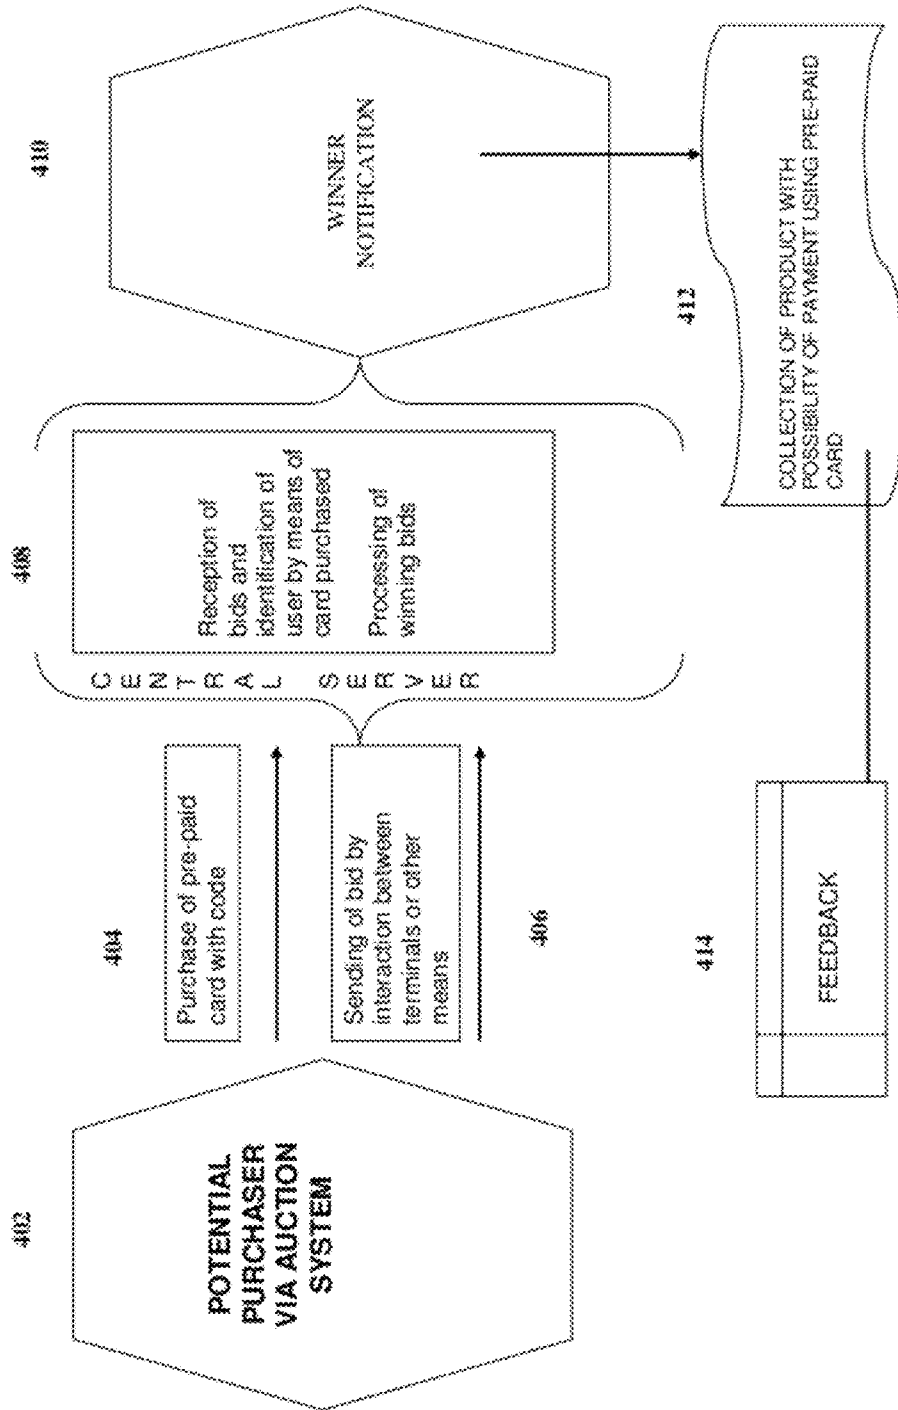 402
POTENTIAL
PURCHASER
VIA AUCTION
SYSTEM
404
Purchase of pre-paid
card with code
Sending of bid by
interaction between
terminals or other
means
406
408
CENTRAL SERVER
Reception of
bids and
identification of
user by means of
card purchased
Processing of
winning bids
410
WINNER
NOTIFICATION
412
COLLECTION OF PRODUCT WITH
POSSIBILITY OF PAYMENT USING PRE-PAID
CARD
414
FEEDBACK